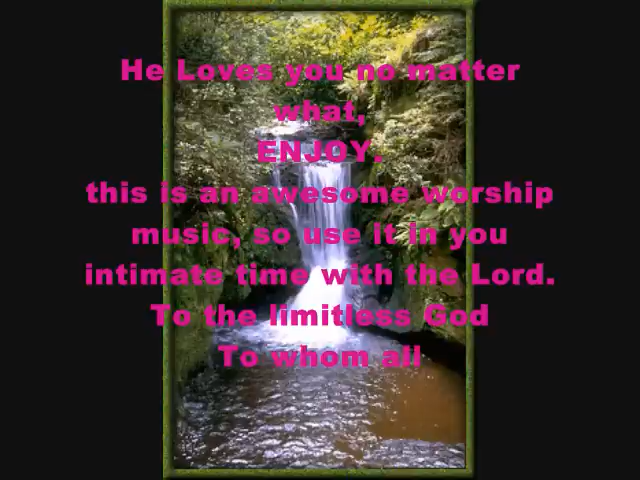 He Loves you no matter
what,
ENJOY.
this is an awesome worship
music, so use it in you
intimate time with the Lord.
To the limitless God
To whom all